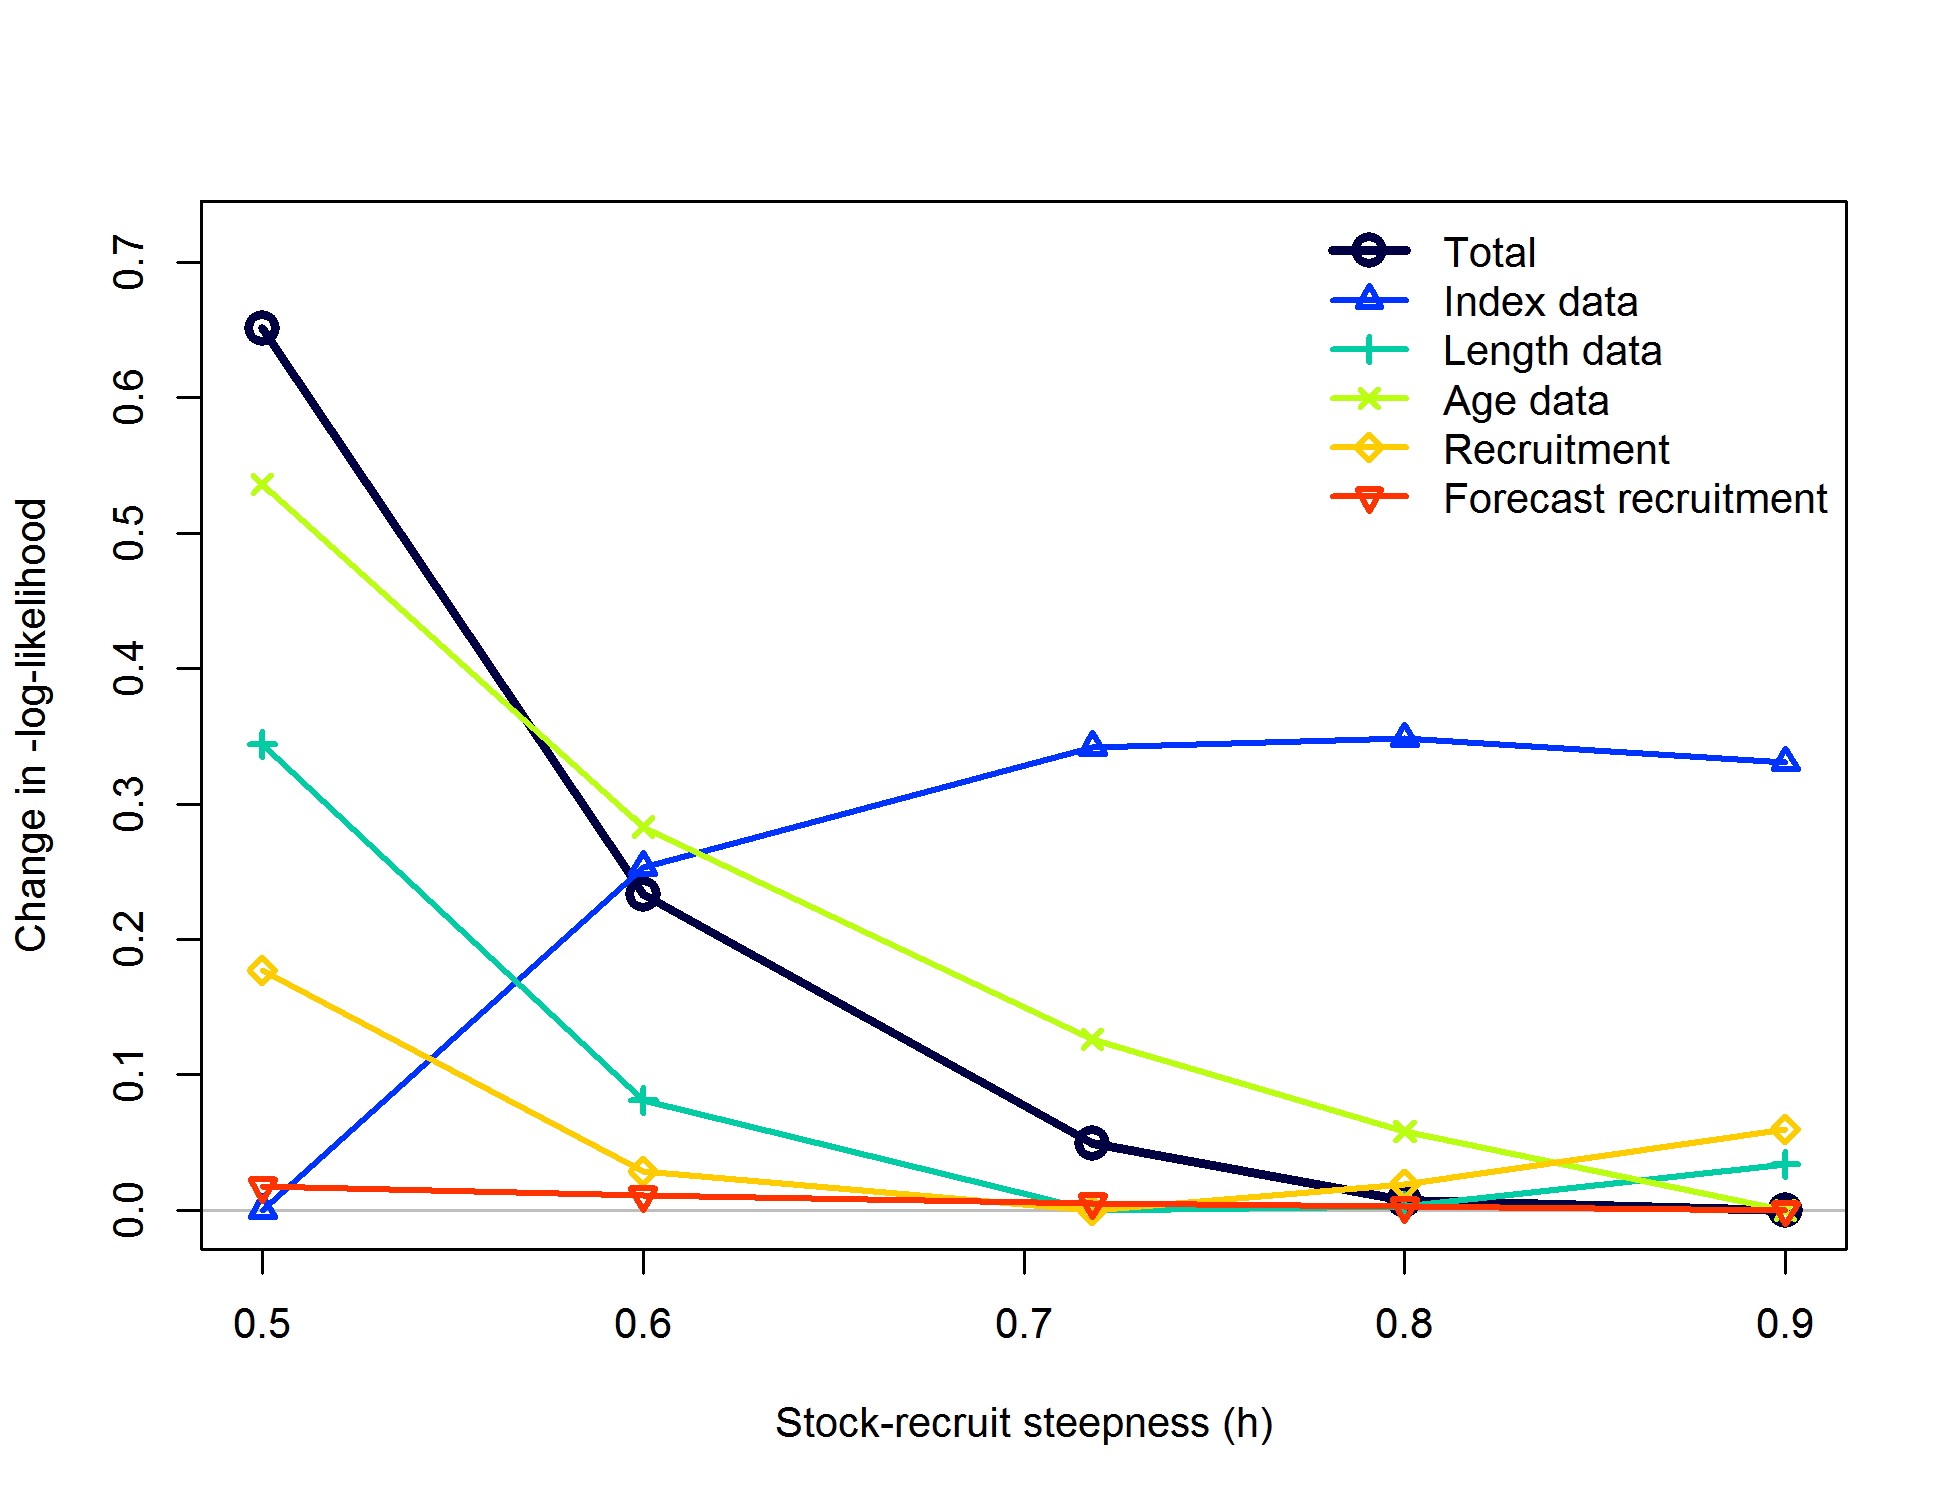 Total
Index data
Length data
Age data
Recruitment
Forecast recruitment
Change in -log-likelihood
0.7
0.6
0.5
0.4
0.3
0.2
0.1
0.0
0.5 0.6 0.7 0.8 0.9
Stock-recruit steepness (h)